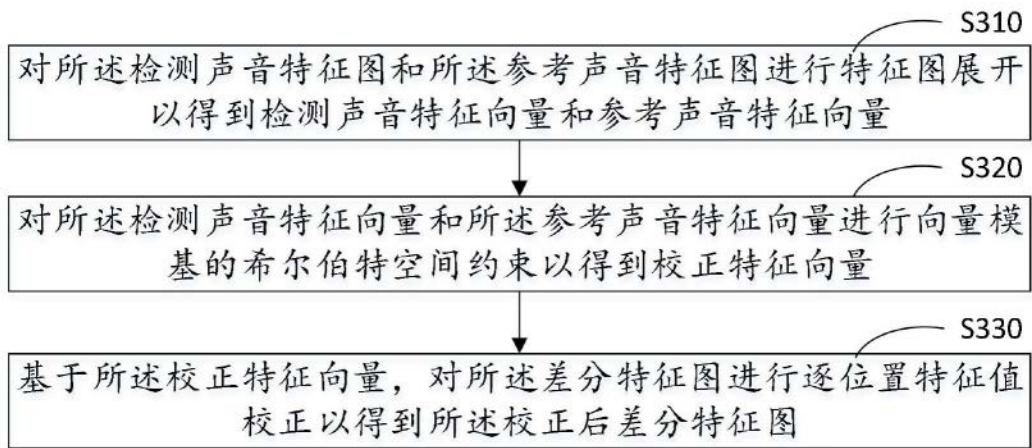 S310
对所述检测声音特征图和所述参考声音特征图进行特征图展开
以得到检测声音特征向量和参考声音特征向量
S320
对所述检测声音特征向量和所述参考声音特征向量进行向量模
基的希尔伯特空间约束以得到校正特征向量
S330
基于所述校正特征向量，对所述差分特征图进行逐位置特征值
校正以得到所述校正后差分特征图